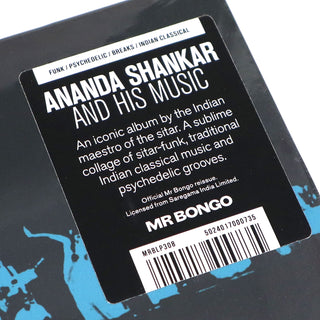 FUNK / PSYCHEDELIC / BREAKS / INDIAN CLASSICAL
ANANDA SHANKAR
AND HIS MUSIC
An iconic album by the Indian
maestro of the sitar. A sublime
collage of sitar-funk, traditional
Indian classical music and
psychedelic grooves.
Official Mr Bongo reissue.
Licensed from Saregama India Limited.
MR BONGO
MRBLP308
5024017000735